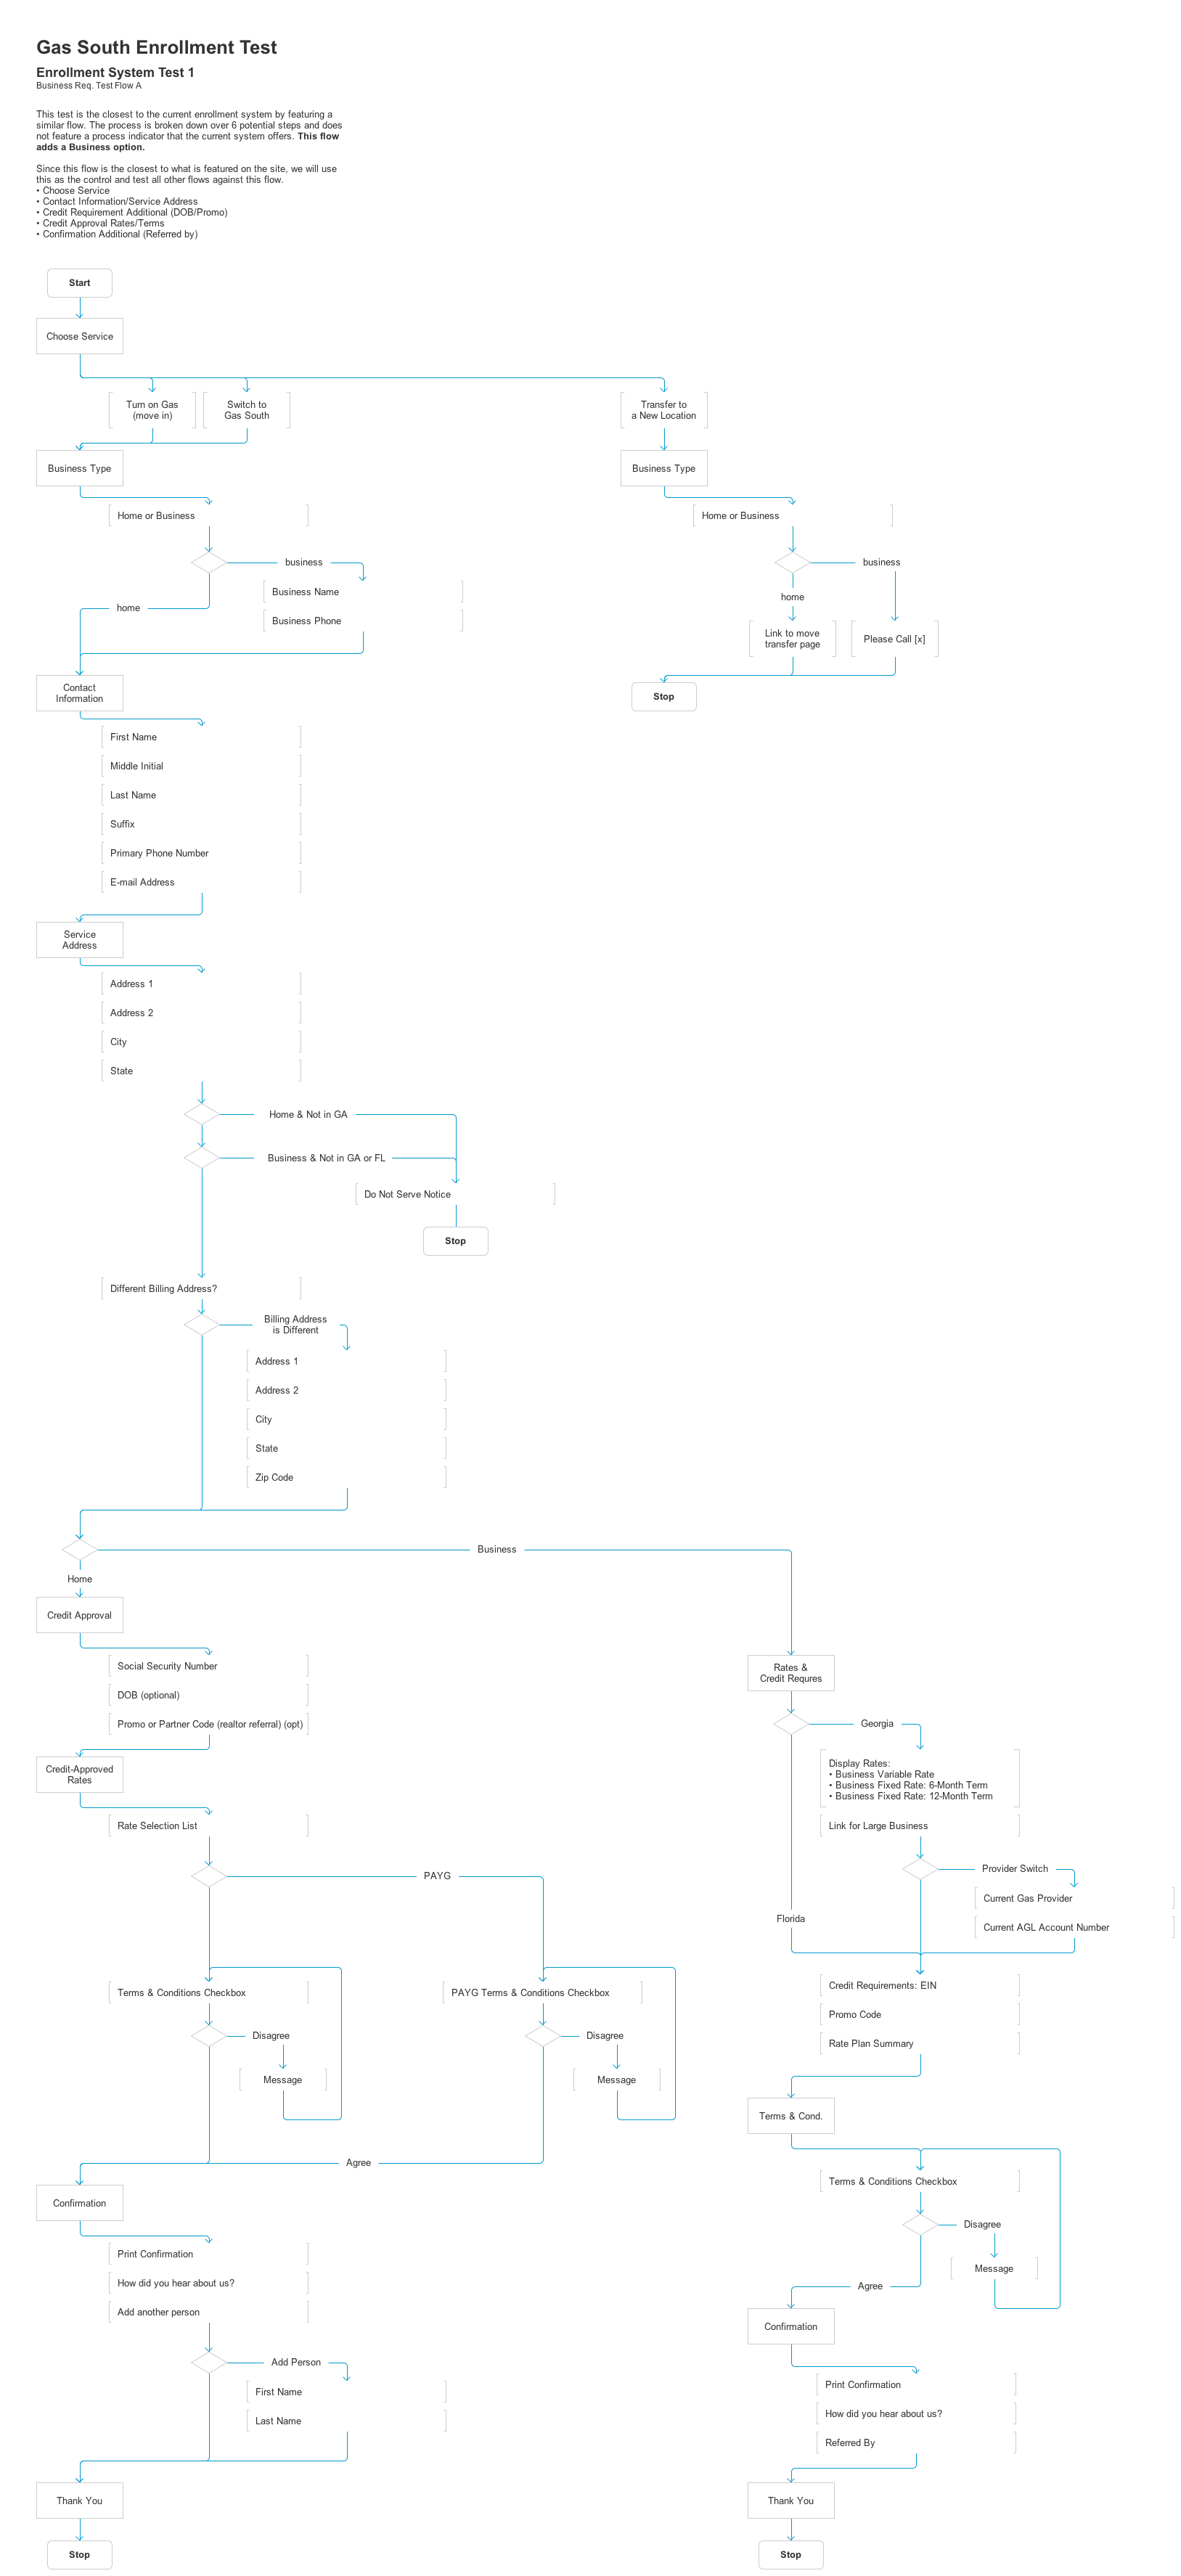 Gas South Enrollment Test
Enrollment System Test 1
Business Req. Test Flow A
This test is the closest to the current enrollment system by featuring a
similar flow. The process is broken down over 6 potential steps and does
not feature a process indicator that the current system offers. This flow
adds a Business option.
Since this flow is the closest to what is featured on the site, we will use
this as the control and test all other flows against this flow.
• Choose Service
• Contact Information/Service Address
• Credit Requirement Additional (DOB/Promo)
• Credit Approval Rates/Terms
• Confirmation Additional (Referred by)
Start
Choose Service
Turn on Gas
(move in)
Switch to
Gas South
Transfer to
a New Location
Business Type
Business Type
Home or Business
Home or Business
business
business
Business Name
home
home
Business Phone
Link to move
transfer page
Please Call [x]
Contact
Information
Stop
First Name
Middle Initial
Last Name
Suffix
Primary Phone Number
E-mail Address
Service
Address
Address 1
Address 2
City
State
Home & Not in GA
Business & Not in GA or FL
Do Not Serve Notice
Stop
Different Billing Address?
Billing Address
is Different
Address 1
Address 2
City
State
Zip Code
Business
Home
Credit Approval
Social Security Number
DOB (optional)
Promo or Partner Code (realtor referral) (opt)
Credit-Approved
Rates
Rate Selection List
PAYG
Terms & Conditions Checkbox
PAYG Terms & Conditions Checkbox
Disagree
Disagree
Message
Message
Agree
Confirmation
Print Confirmation
How did you hear about us?
Add another person
Add Person
First Name
Last Name
Thank You
Stop
Rates &
Credit Requres
Georgia
Display Rates:
• Business Variable Rate
• Business Fixed Rate: 6-Month Term
• Business Fixed Rate: 12-Month Term
Link for Large Business
Provider Switch
Current Gas Provider
Florida
Current AGL Account Number
Credit Requirements: EIN
Promo Code
Rate Plan Summary
Terms & Cond.
Terms & Conditions Checkbox
Disagree
Message
Agree
Confirmation
Print Confirmation
How did you hear about us?
Referred By
Thank You
Stop